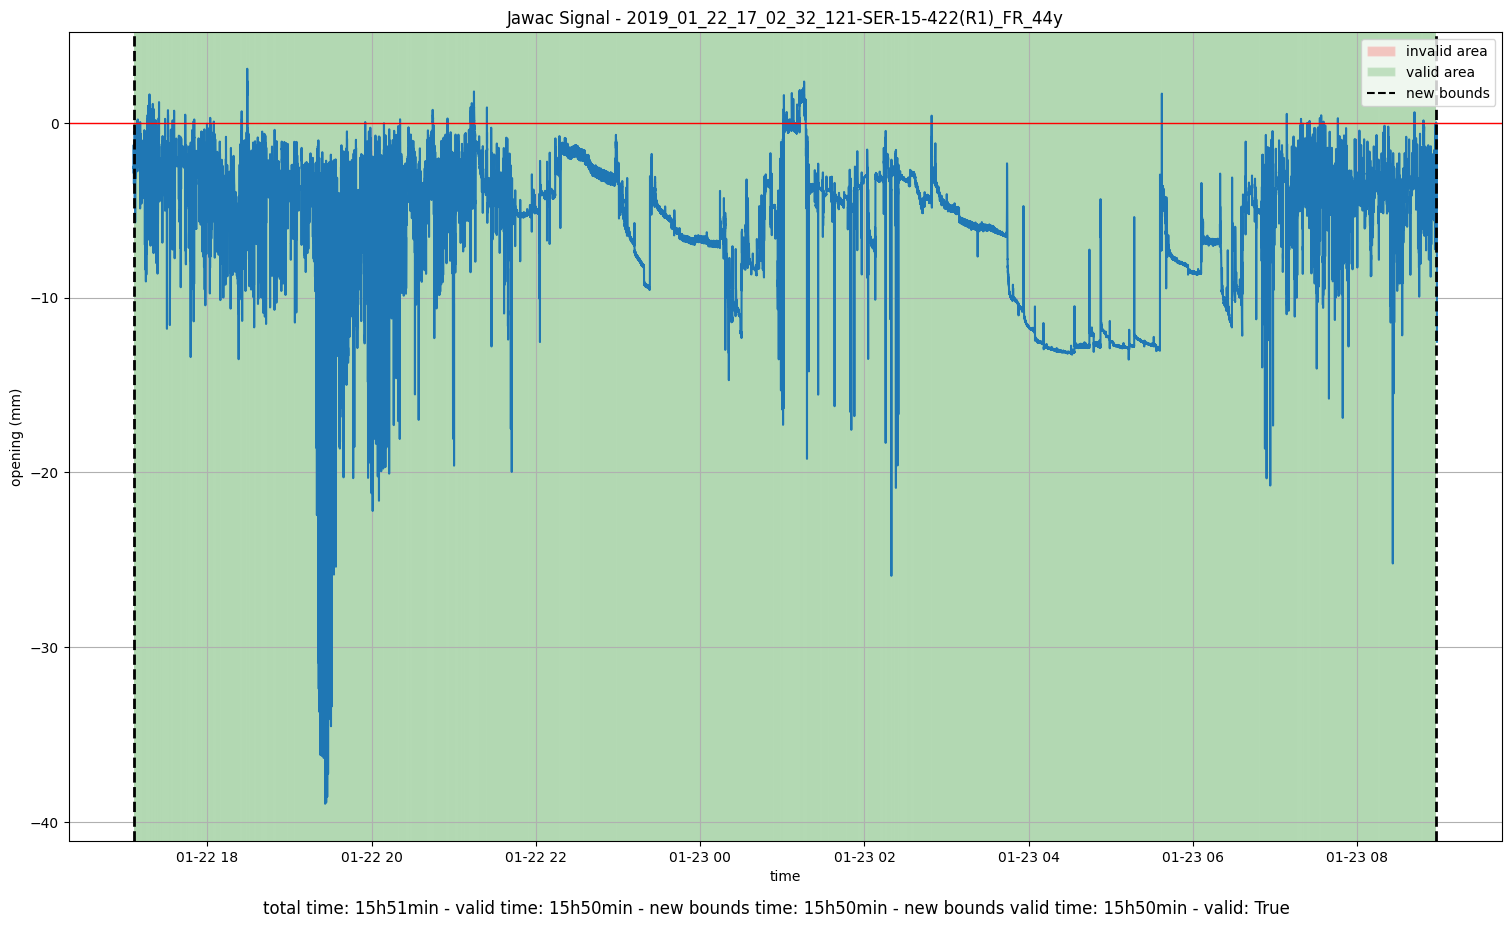 Jawac Signal - 2019_01_22_17_02_32_121-SER-15-422(R1)_FR_44y
invalid area
valid area
new bounds
opening (mm)
0
−10
−20
−30
−40
01-22 18
01-22 20
01-22 22
01-23 00
01-23 02
01-23 04
01-23 06
01-23 08
time
total time: 15h51min - valid time: 15h50min - new bounds time: 15h50min - new bounds valid time: 15h50min - valid: True